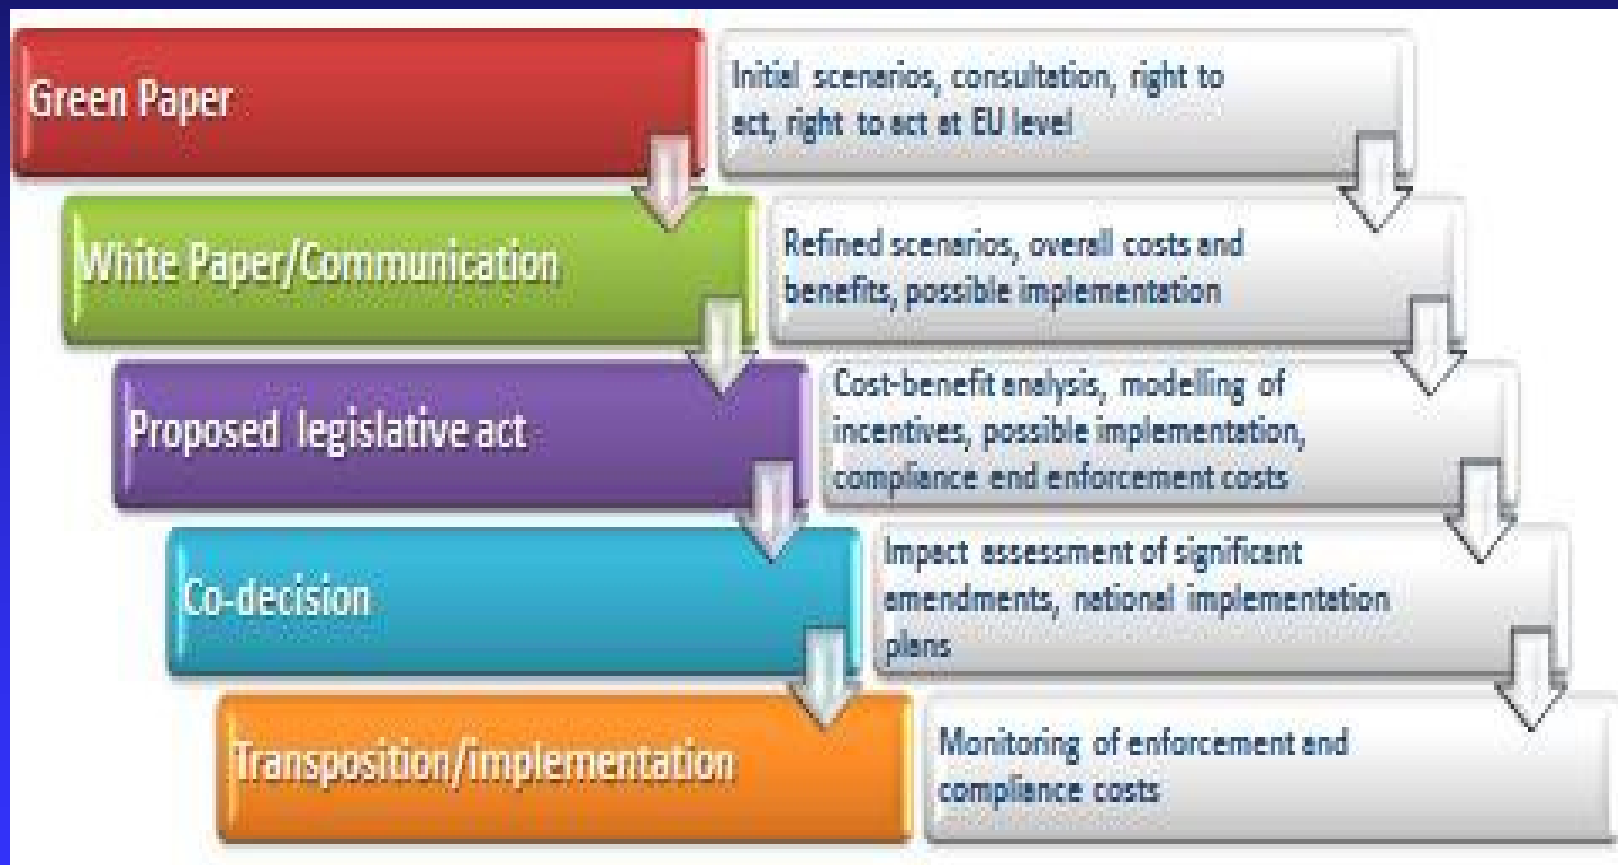 Green Paper
Initial scenarios, consultation, right to
act, right to act at EU level
White Paper/Communication
Refined scenarios, overall costs and
benefits, possible implementation
Proposed legislative act
Cost-benefit analysis, modelling of
incentives, possible implementation,
compliance end enforcement costs
Co-decision
Impact assessment of significant
amendments, national implementation
plans
Transposition/implementation
Monitoring of enforcement and
compliance costs